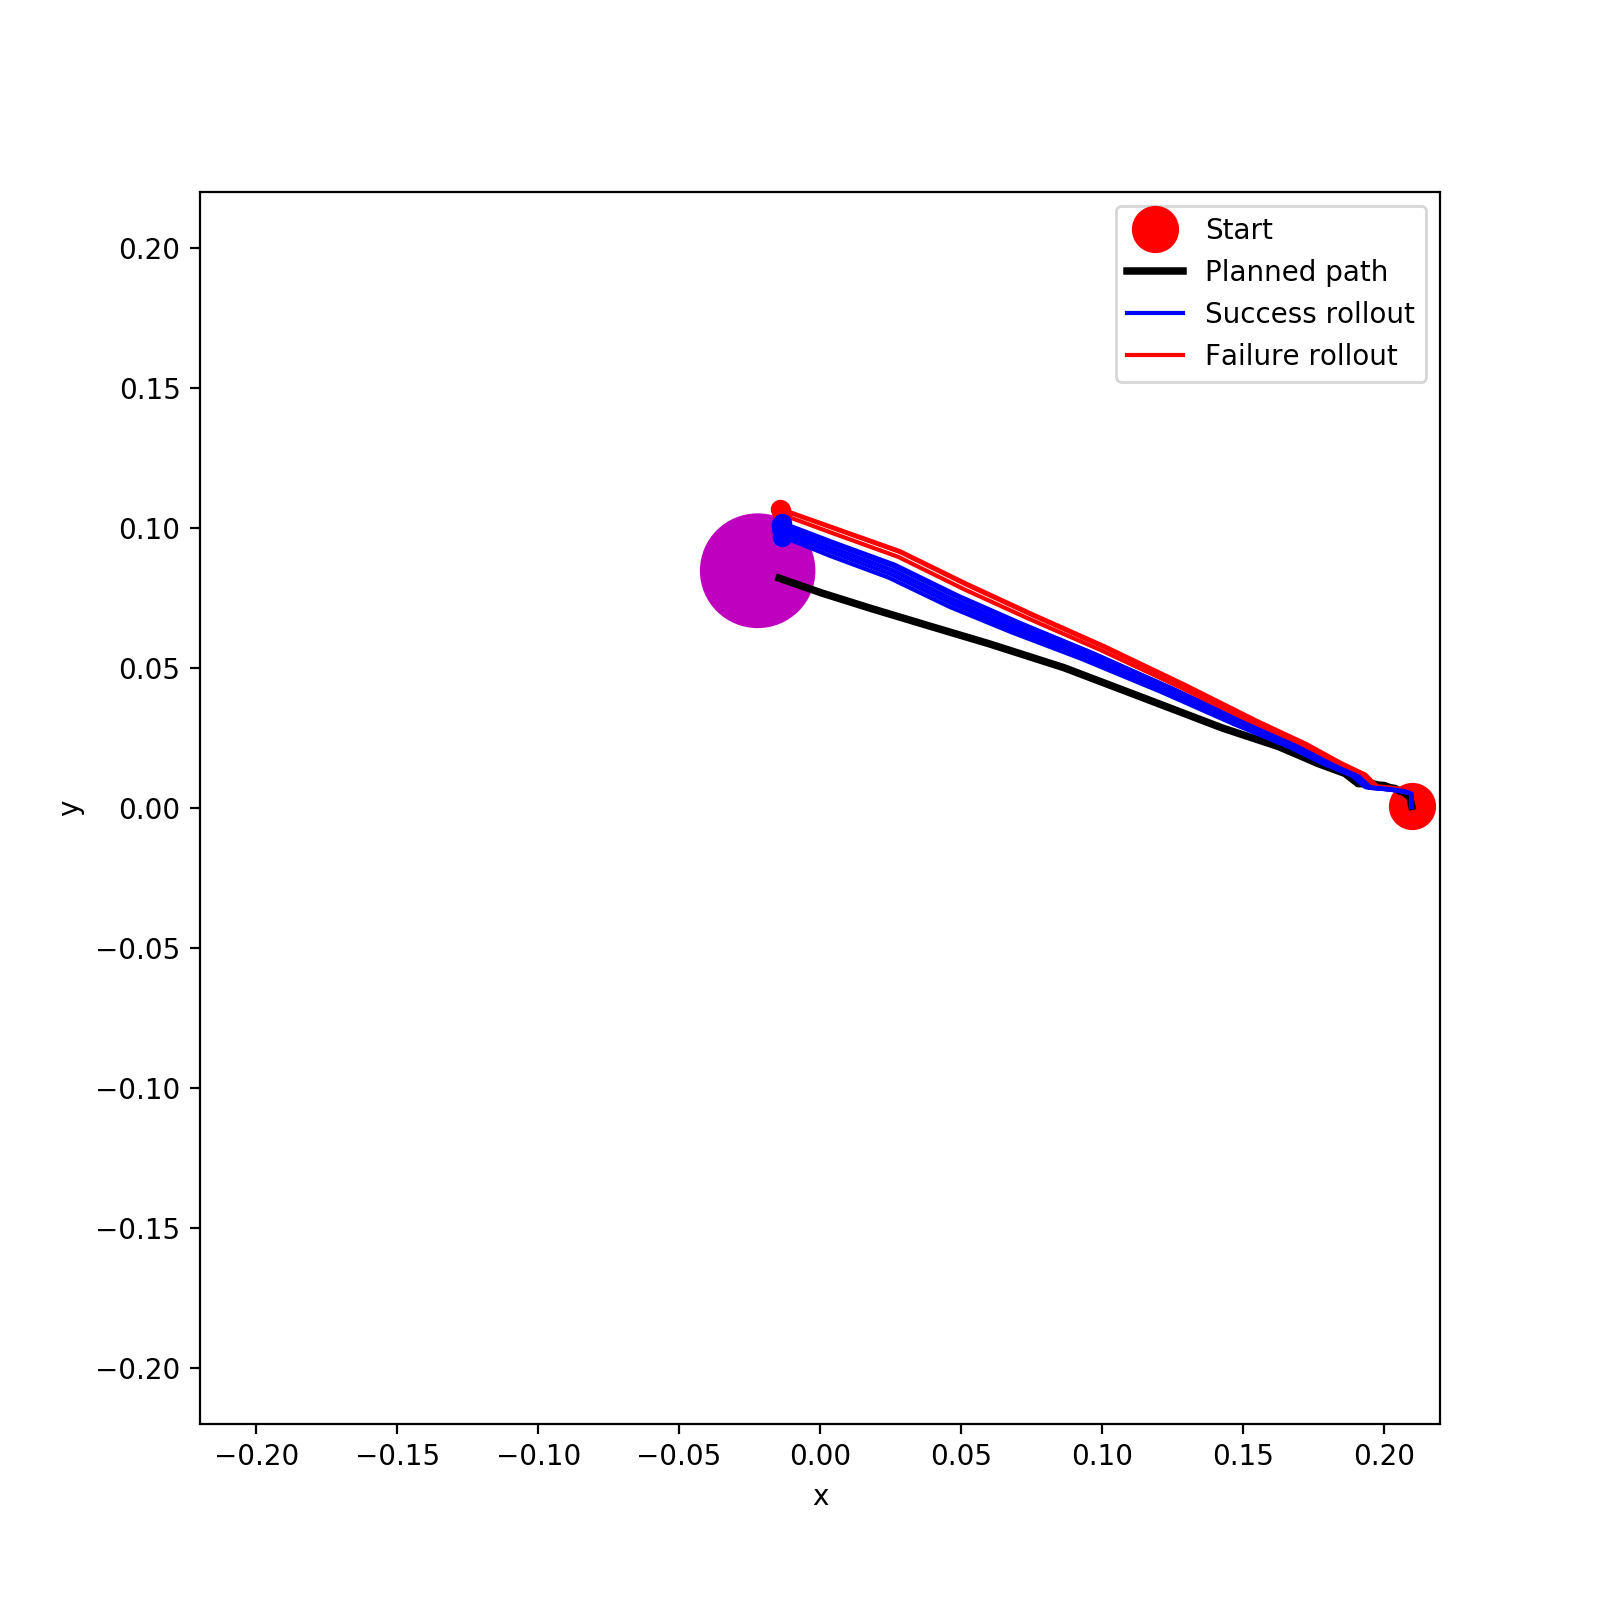 Start
Planned path
Success rollout
Failure rollout
0.20
0.15
0.10
0.05
0.00
−0.05
−0.10
−0.15
−0.20
y
−0.20 −0.15 −0.10 −0.05 0.00 0.05 0.10 0.15 0.20
x